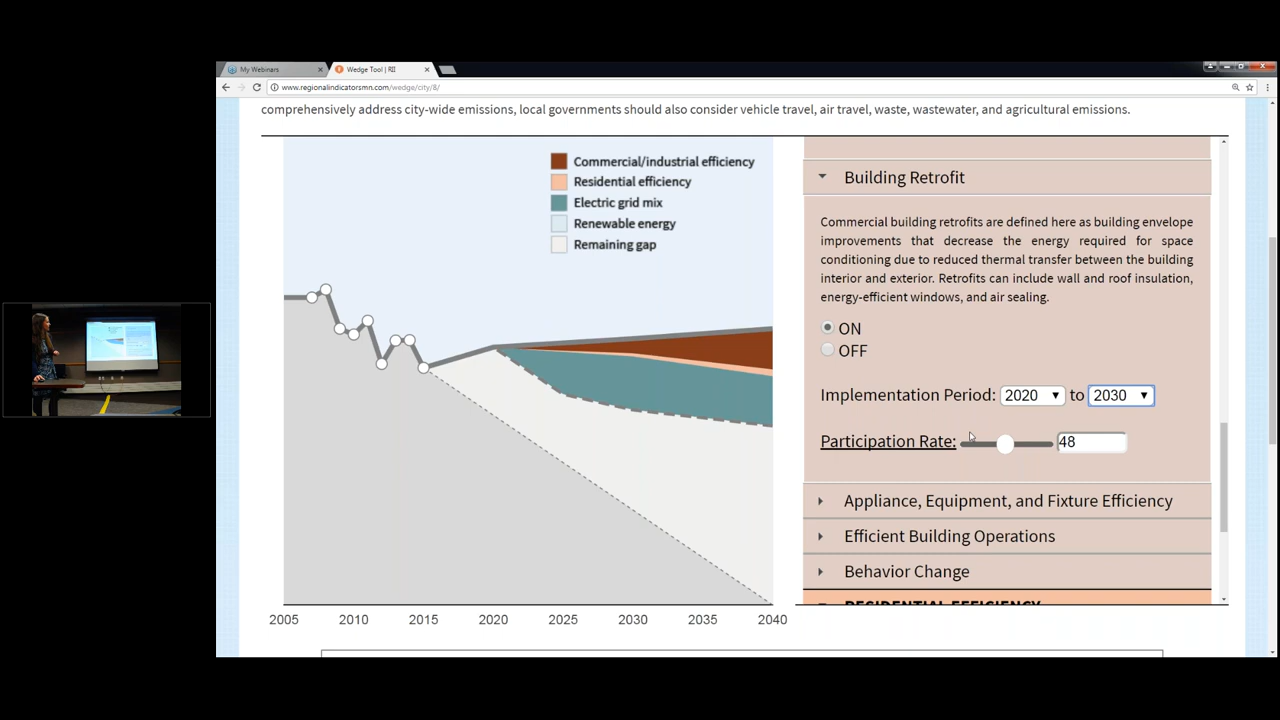 My Webinars
Wedge Tool | RII
www.regionalindicatorsmn.com/wedge/city/8/
comprehensively address city-wide emissions, local governments should also consider vehicle travel, air travel, waste, wastewater, and agricultural emissions.
Commercial/industrial efficiency
Residential efficiency
Electric grid mix
Renewable energy
Remaining gap
2005 2010 2015 2020 2025 2030 2035 2040
Building Retrofit
Commercial building retrofits are defined here as building envelope
improvements that decrease the energy required for space
conditioning due to reduced thermal transfer between the building
interior and exterior. Retrofits can include wall and roof insulation,
energy-efficient windows, and air sealing.
ON
OFF
Implementation Period: 2020 to 2030
Participation Rate: 48
Appliance, Equipment, and Fixture Efficiency
Efficient Building Operations
Behavior Change
RESIDENTIAL EFFICIENCY